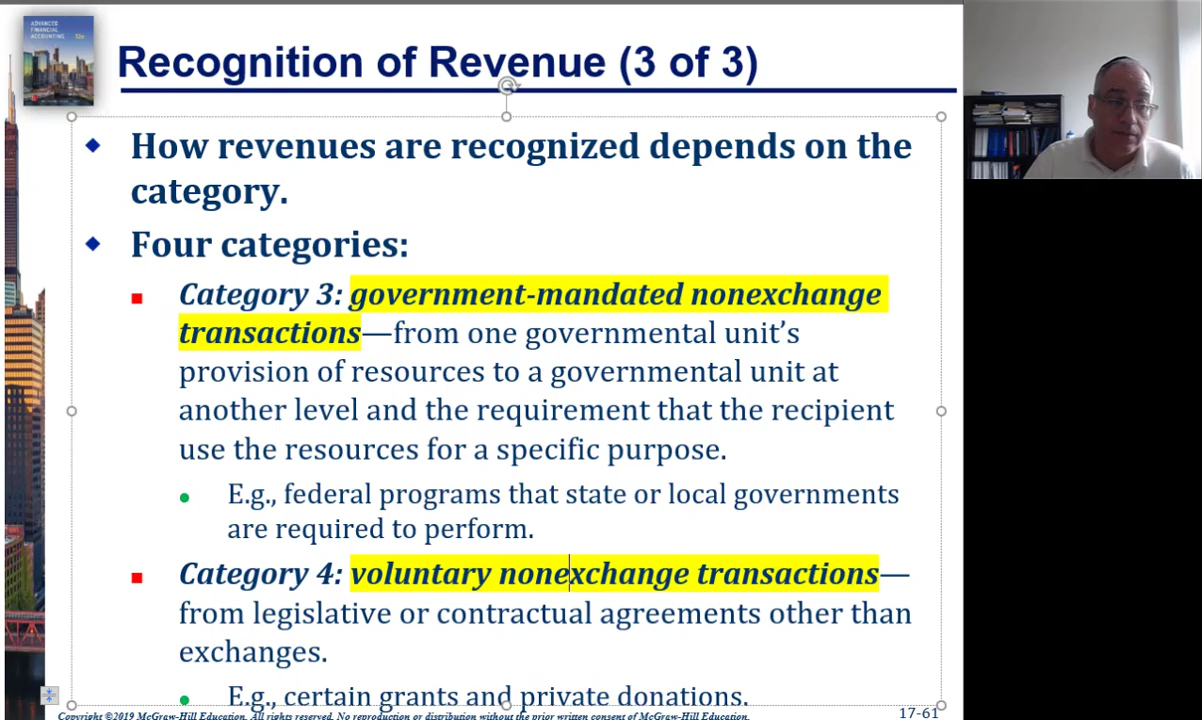 ADVANCED
FINANCIAL
ACCOUNTING
Recognition of Revenue (3 of 3)
How revenues are recognized depends on the
category.
Four categories:
Category 3: government-mandated nonexchange
transactions—from one governmental unit’s
provision of resources to a governmental unit at
another level and the requirement that the recipient
use the resources for a specific purpose.
E.g., federal programs that state or local governments
are required to perform.
Category 4: voluntary nonexchange transactions—
from legislative or contractual agreements other than
exchanges.
E.g., certain grants and private donations.
Copyright ©2019 McGraw-Hill Education. All rights reserved. No reproduction or distribution without the prior written consent of McGraw-Hill Education.
17-61